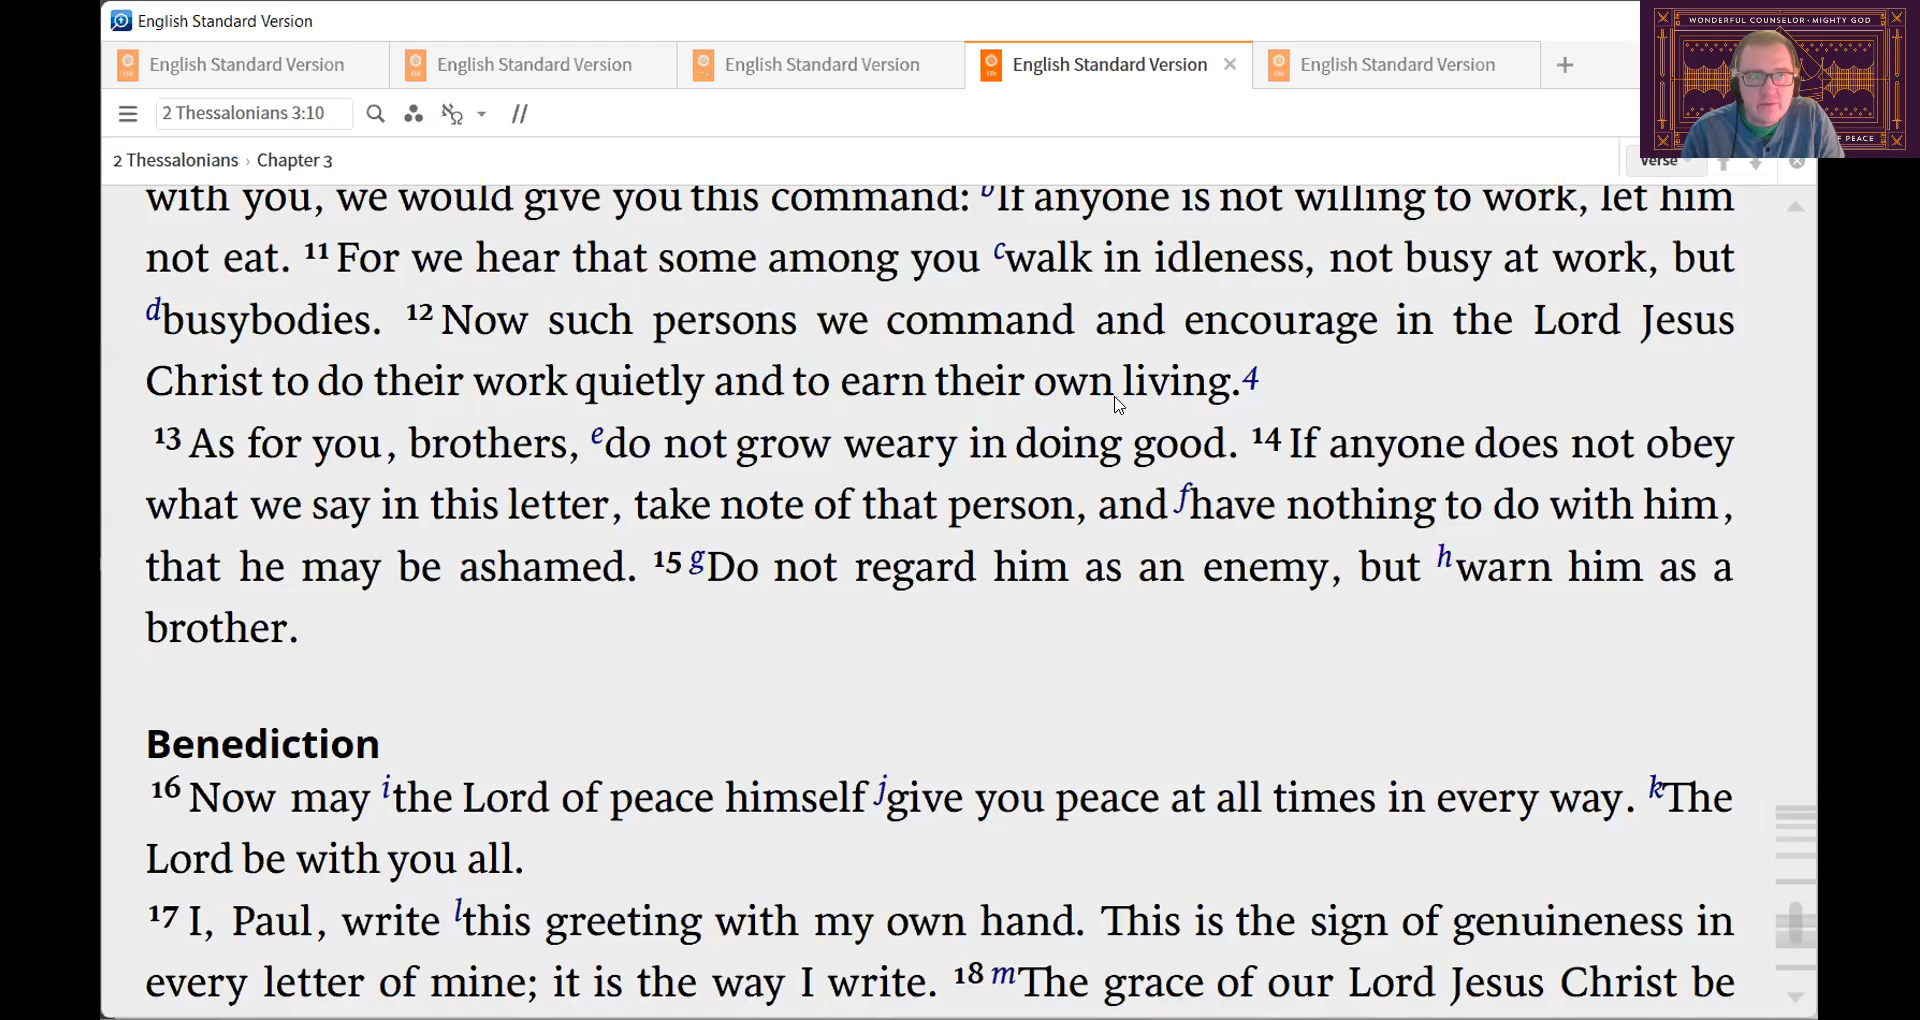 English Standard Version
WONDERFUL COUNSELOR · MIGHTY GOD
English Standard Version
English Standard Version
English Standard Version
English Standard Version
English Standard Version
2 Thessalonians 3:10
F PEACE
2 Thessalonians › Chapter 3
Verse
with you, we would give you this command: bIf anyone is not willing to work, let him
not eat. 11 For we hear that some among you cwalk in idleness, not busy at work, but
dbusybodies. 12 Now such persons we command and encourage in the Lord Jesus
Christ to do their work quietly and to earn their own living.4
13 As for you, brothers, edo not grow weary in doing good. 14 If anyone does not obey
what we say in this letter, take note of that person, and fhave nothing to do with him,
that he may be ashamed. 15 gDo not regard him as an enemy, but hwarn him as a
brother.
Benediction
16 Now may ithe Lord of peace himself jgive you peace at all times in every way. kThe
Lord be with you all.
17 I, Paul, write lthis greeting with my own hand. This is the sign of genuineness in
every letter of mine; it is the way I write. 18 mThe grace of our Lord Jesus Christ be